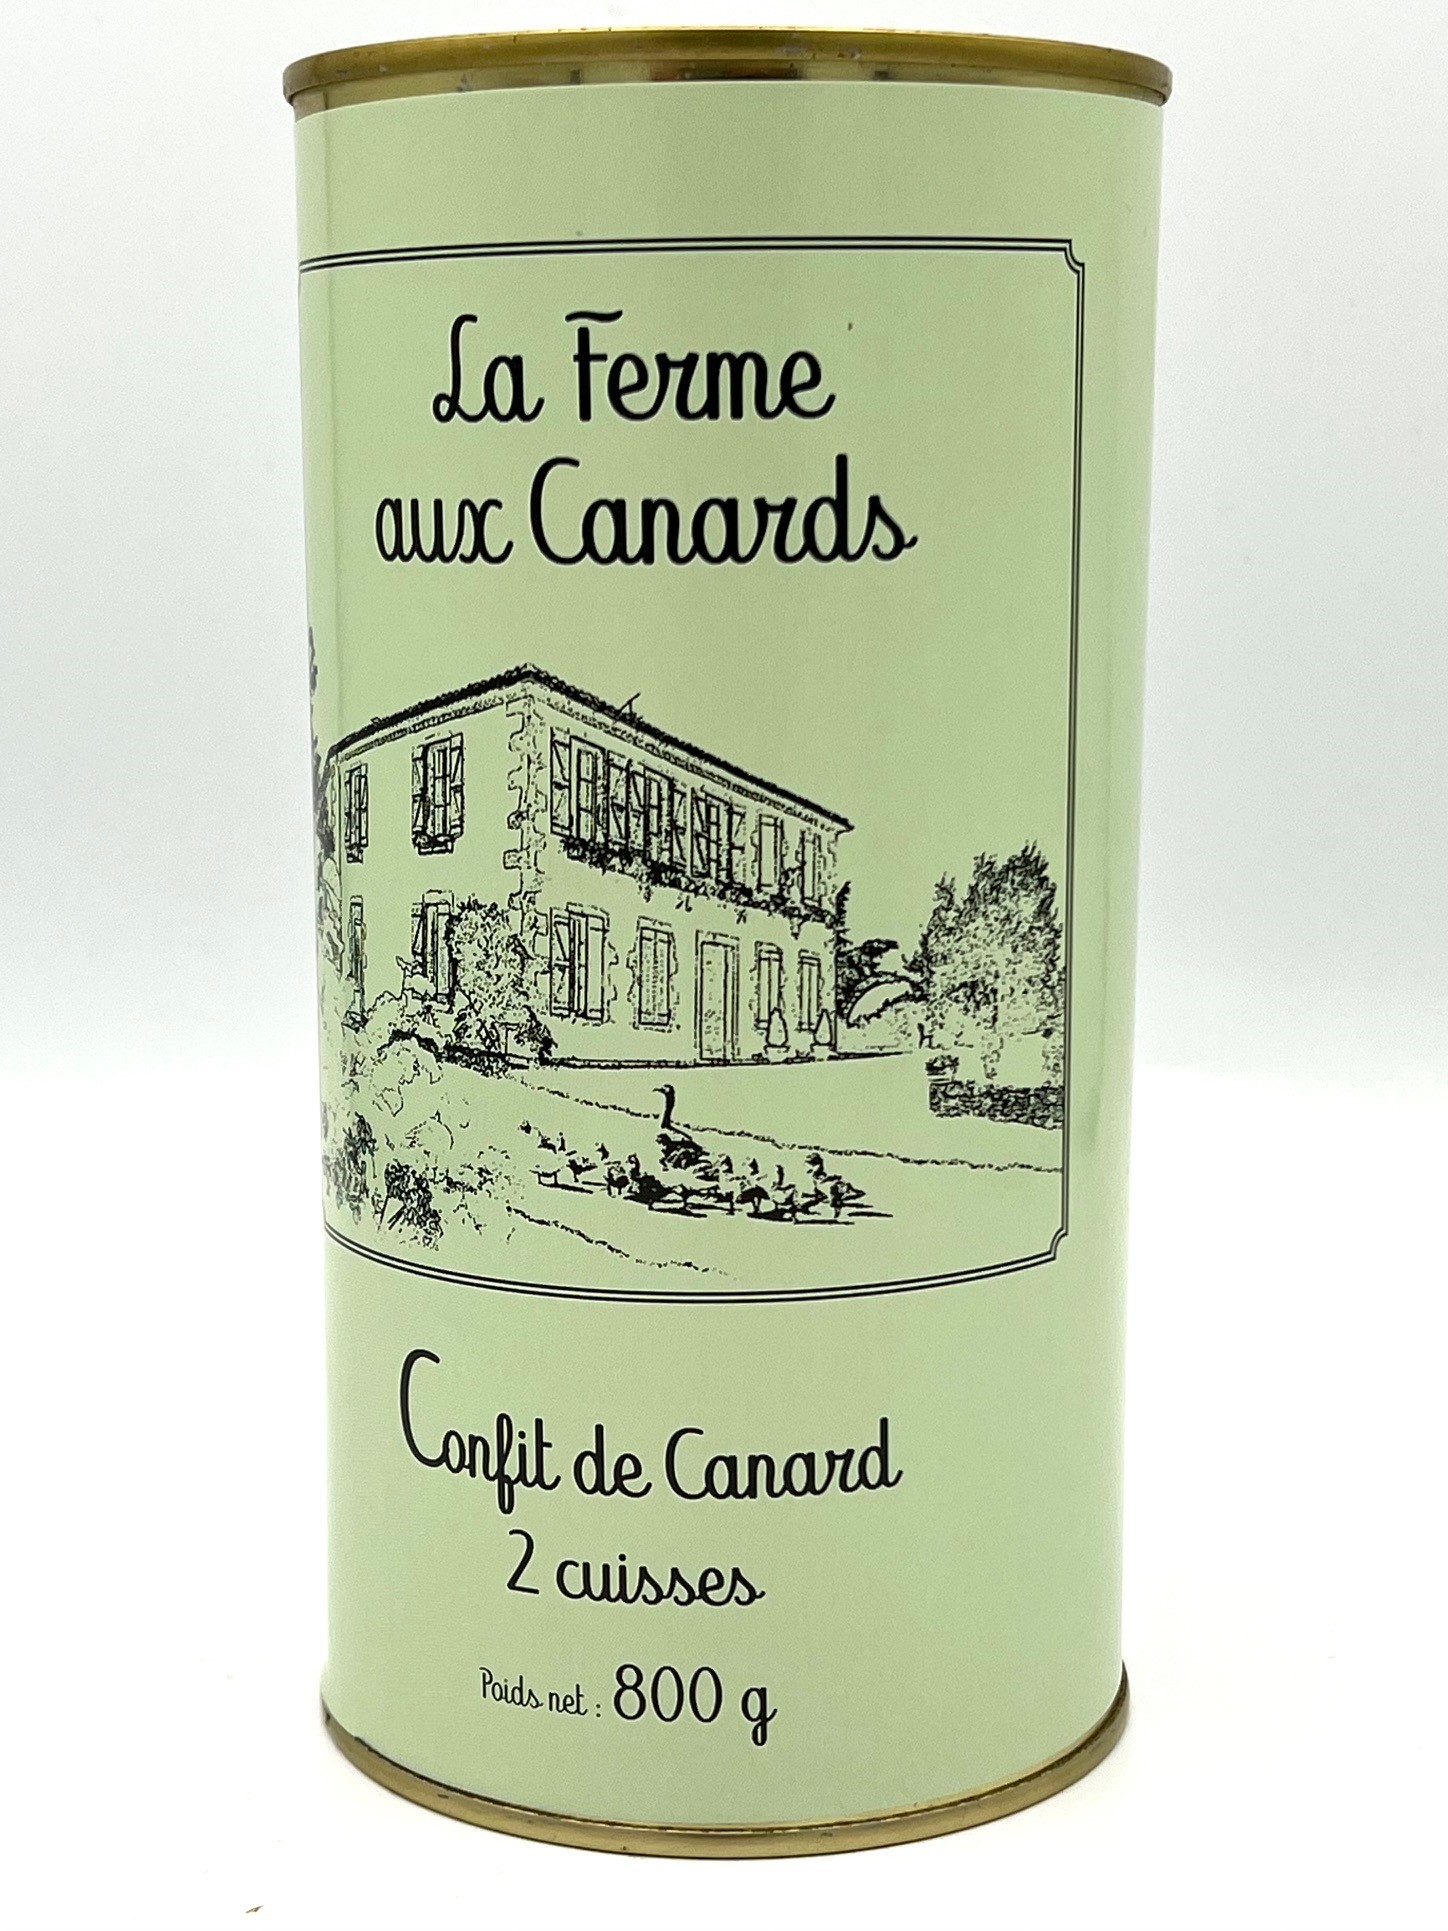 La Ferme
aux Canards
Confit de Canard
2 cuisses
Poids net : 800 g